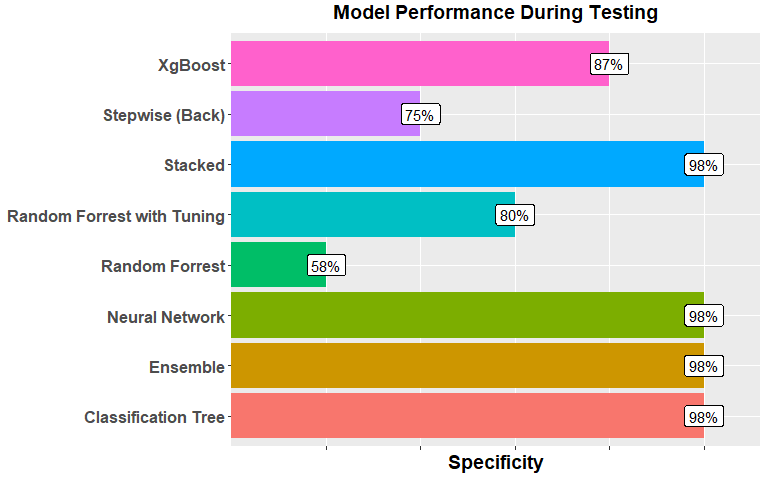 Model Performance During Testing
XgBoost 87%
Stepwise (Back) 75%
Stacked 98%
Random Forrest with Tuning 80%
Random Forrest 58%
Neural Network 98%
Ensemble 98%
Classification Tree 98%
Specificity